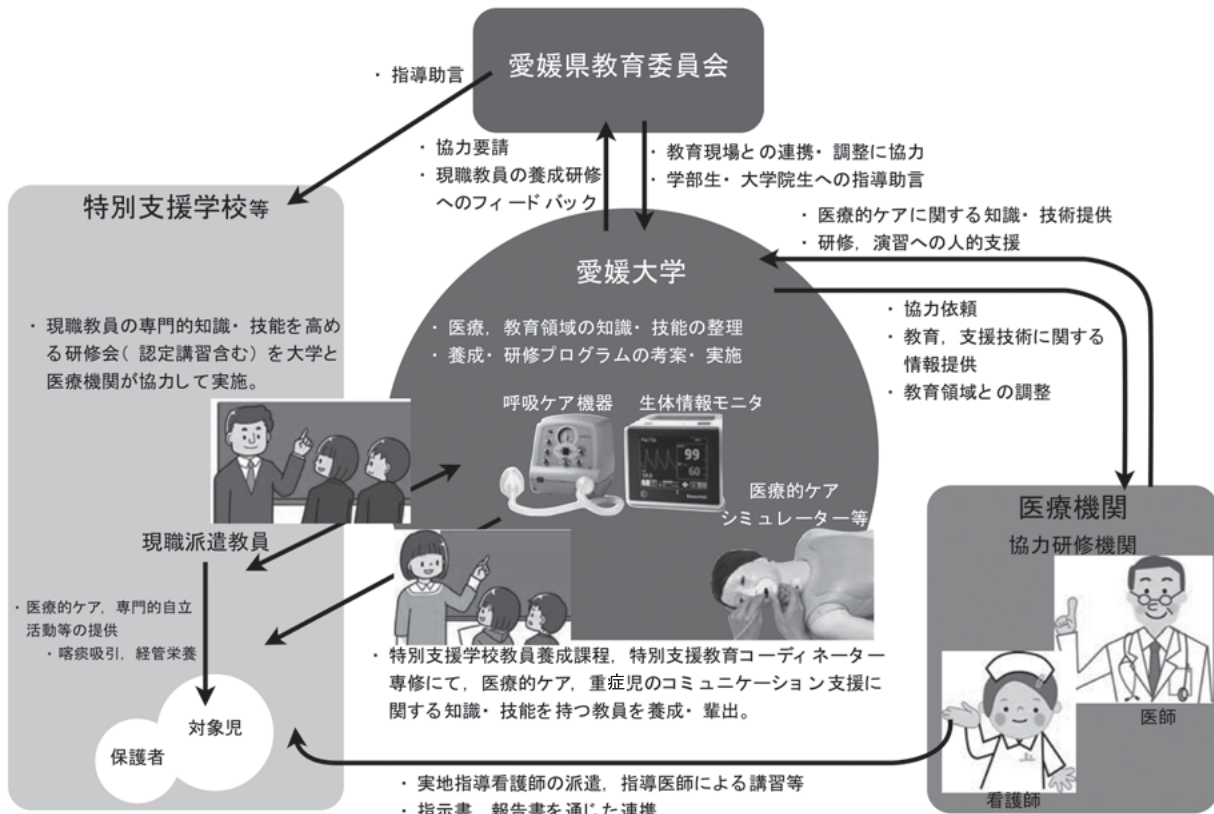 愛媛県教育委員会
・指導助言
・協力要請
・現職教員の養成研修
へのフィードバック
・教育現場との連携・調整に協力
・学部生・大学院生への指導助言
特別支援学校等
・医療的ケアに関する知識・技術提供
・研修，演習への人的支援
愛媛大学
・医療，教育領域の知識・技能の整理
・養成・研修プログラムの考案・実施
・協力依頼
・教育，支援技術に関する
情報提供
・教育領域との調整
・現職教員の専門的知識・技能を高め
る研修会（認定講習含む）を大学と
医療機関が協力して実施。
呼吸ケア機器
生体情報モニタ
99
60
医療的ケア
シミュレーター等
医療機関
協力研修機関
現職派遣教員
・医療的ケア，専門的自立
活動等の提供
・喀痰吸引，経管栄養
・特別支援学校教員養成課程，特別支援教育コーディネーター
専修にて，医療的ケア，重症児のコミュニケーション支援に
関する知識・技能を持つ教員を養成・輩出。
対象児
保護者
医師
看護師
・実地指導看護師の派遣，指導医師による講習等
・指示書，報告書を通じた連携